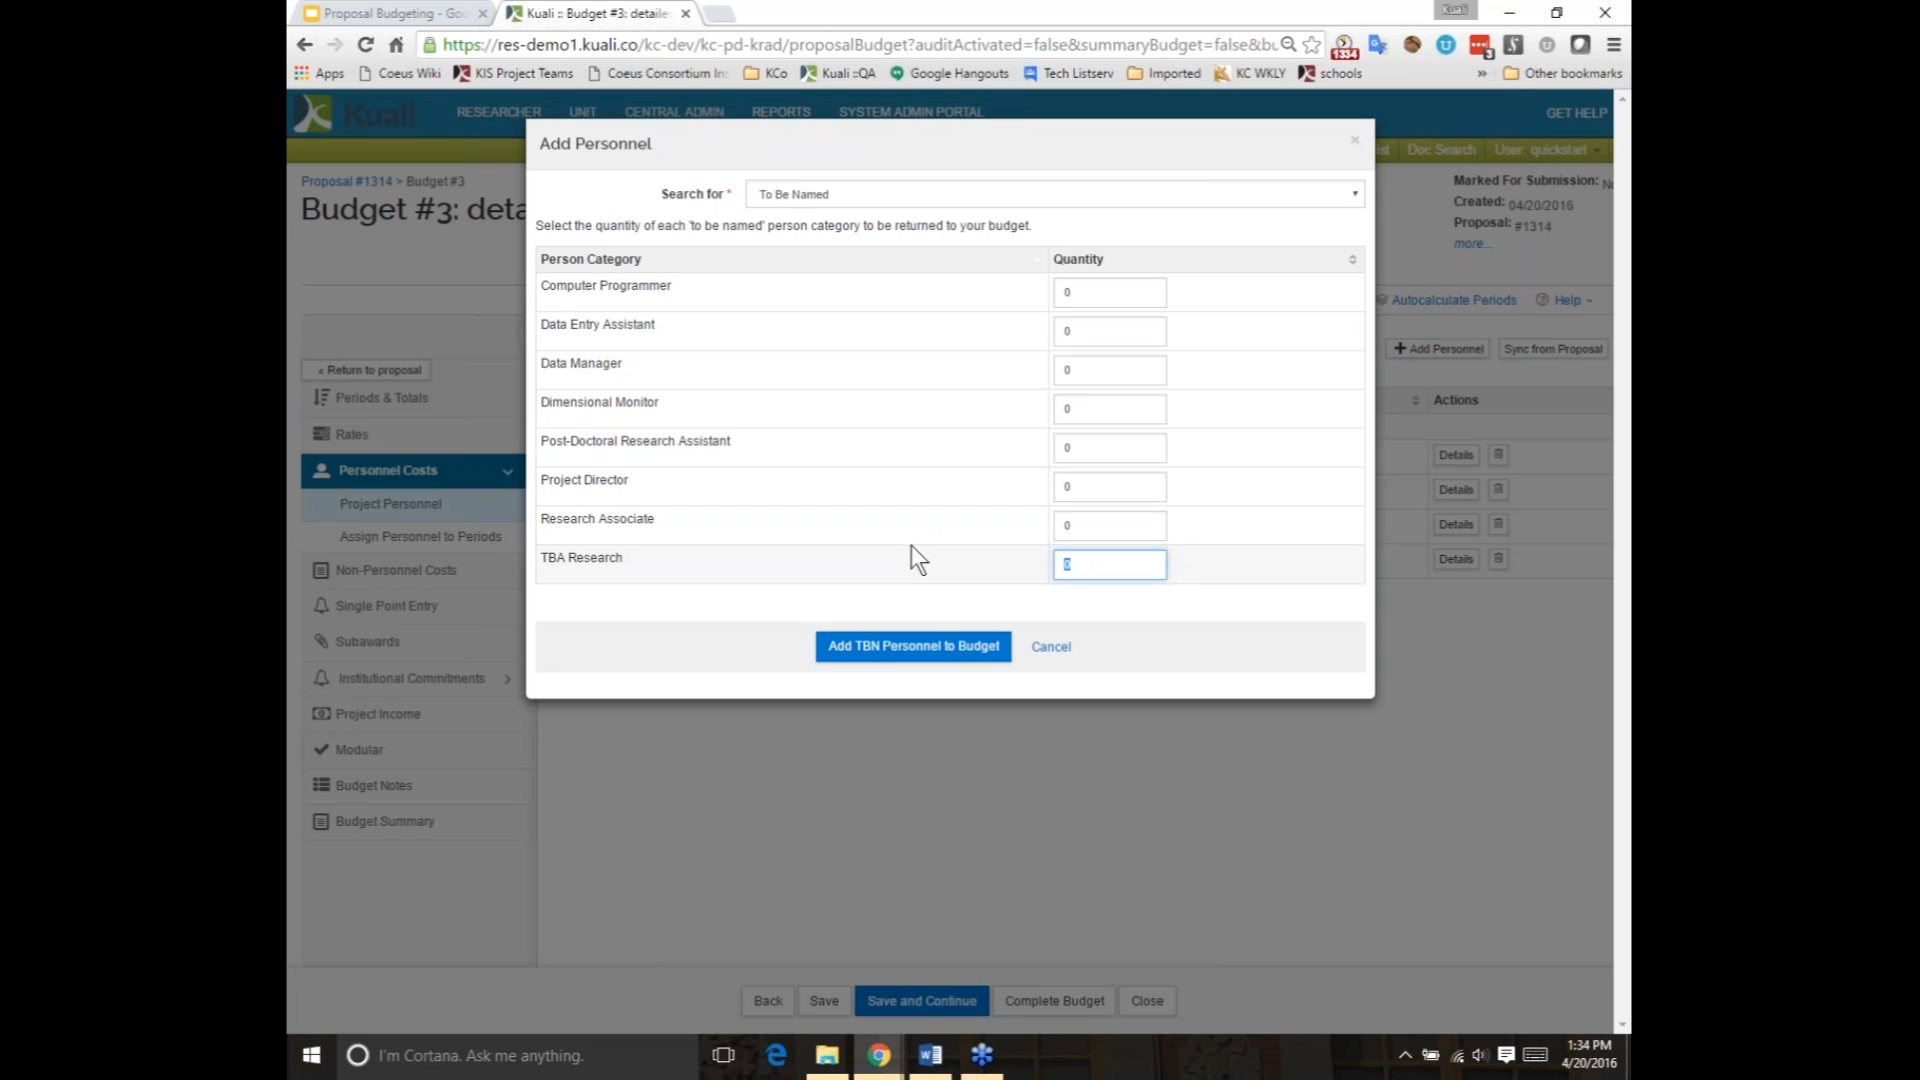 Proposal Budgeting - Goo
Kuali :: Budget #3: detaile
Kuali
https://res-demo1.kuali.co/kc-dev/kc-pd-krad/proposalBudget?auditActivated=false&summaryBudget=false&bu
1334
3
Apps Coeus Wiki KIS Project Teams Coeus Consortium In KCo Kuali ::QA Google Hangouts Tech Listserv Imported KC WKLY schools » Other bookmarks
Kuali RESEARCHER UNIT CENTRAL ADMIN REPORTS SYSTEM ADMIN PORTAL GET HELP
Doc Search User: quickstart
Proposal #1314 > Budget #3
Budget #3: deta
Marked For Submission: No
Created: 04/20/2016
Proposal: #1314
more...
Autocalculate Periods Help
+ Add Personnel Sync from Proposal
Actions
Details
Details
Details
Details
« Return to proposal
Periods & Totals
Rates
Personnel Costs
Project Personnel
Assign Personnel to Periods
Non-Personnel Costs
Single Point Entry
Subawards
Institutional Commitments
Project Income
Modular
Budget Notes
Budget Summary
Add Personnel ×
Search for * To Be Named
Select the quantity of each 'to be named' person category to be returned to your budget.
Person Category Quantity
Computer Programmer 0
Data Entry Assistant 0
Data Manager 0
Dimensional Monitor 0
Post-Doctoral Research Assistant 0
Project Director 0
Research Associate 0
TBA Research 0
Add TBN Personnel to Budget Cancel
Back Save Save and Continue Complete Budget Close
I'm Cortana. Ask me anything.
1:34 PM
4/20/2016